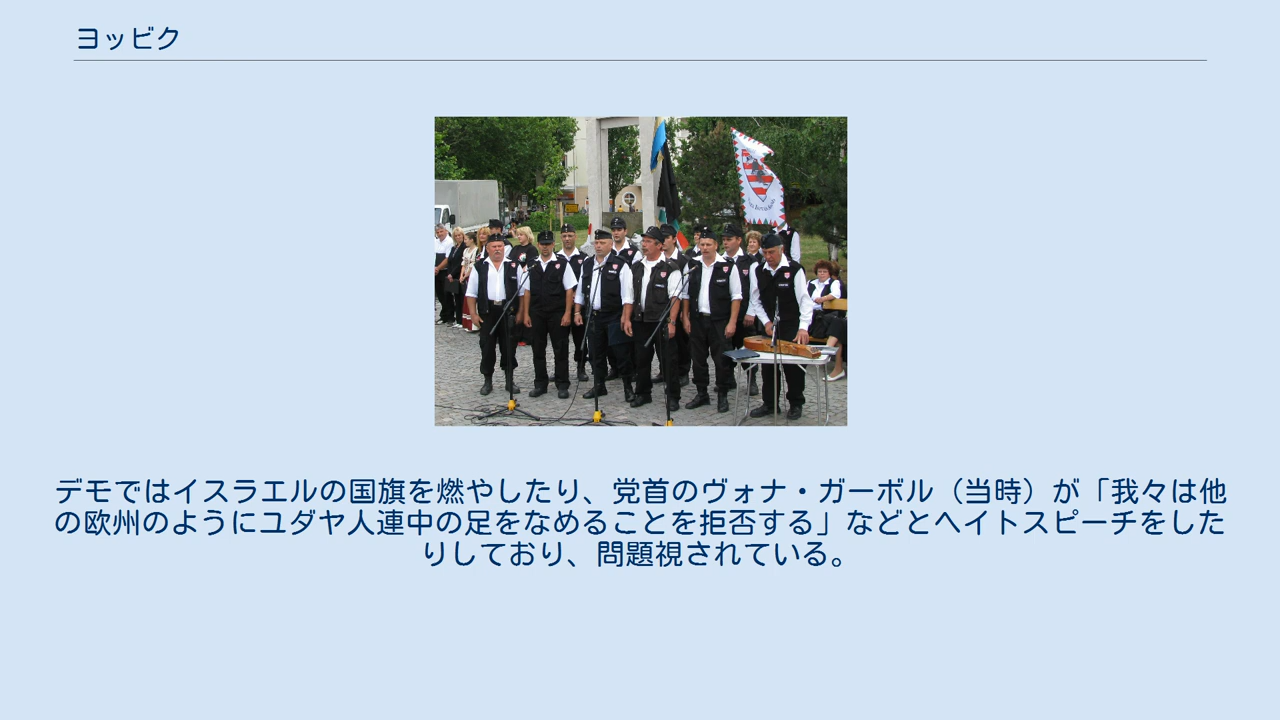 ヨッビク
デモではイスラエルの国旗を燃やしたり、党首のヴォナ・ガーボル（当時）が「我々は他
の欧州のようにユダヤ人連中の足をなめることを拒否する」などとヘイトスピーチをした
りしており、問題視されている。